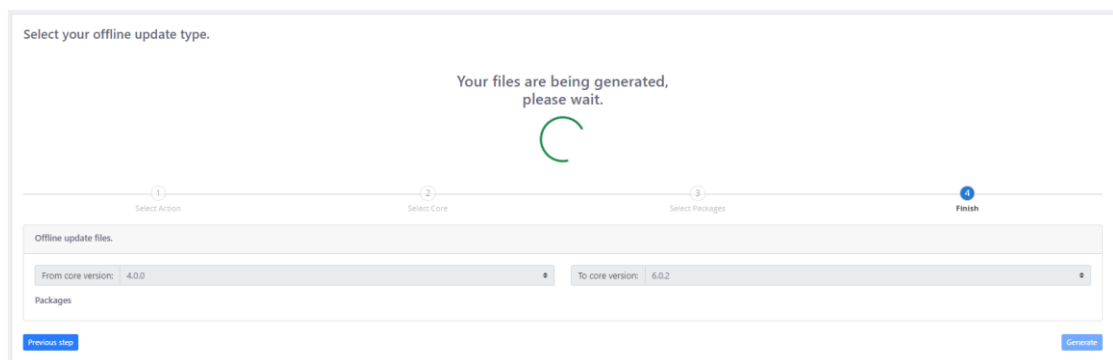 Select your offline update type.
Your files are being generated,
please wait.
1
Select Action
2
Select Core
3
Select Packages
4
Finish
Offline update files.
From core version: 4.0.0
To core version: 6.0.2
Packages
Previous step
Generate